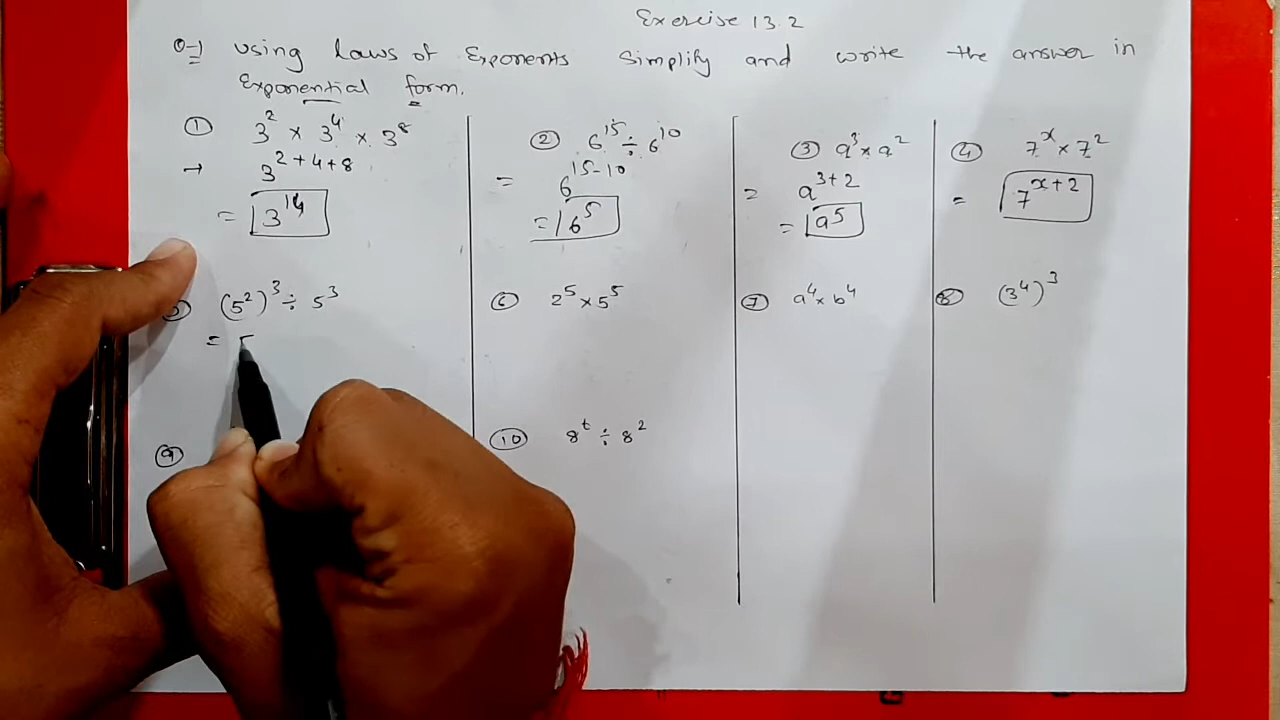 Exercise 13.2
Q-1 using Laws of Exponents Simplify and write the answer in
Exponential form.
① 3² × 3⁴ × 3⁸
→ 3²⁺⁴⁺⁸
= 3¹⁴
② 6¹⁵ ÷ 6¹⁰
= 6¹⁵⁻¹⁰
= 6⁵
③ a³ × a²
= a³⁺²
= a⁵
④ 7ˣ × 7²
= 7ˣ⁺²
(5²)³ ÷ 5³
= 5
⑥ 2⁵ × 5⁵
⑦ a⁴ × b⁴
⑧ (3⁴)³
⑨
⑩ 8ᵗ ÷ 8²